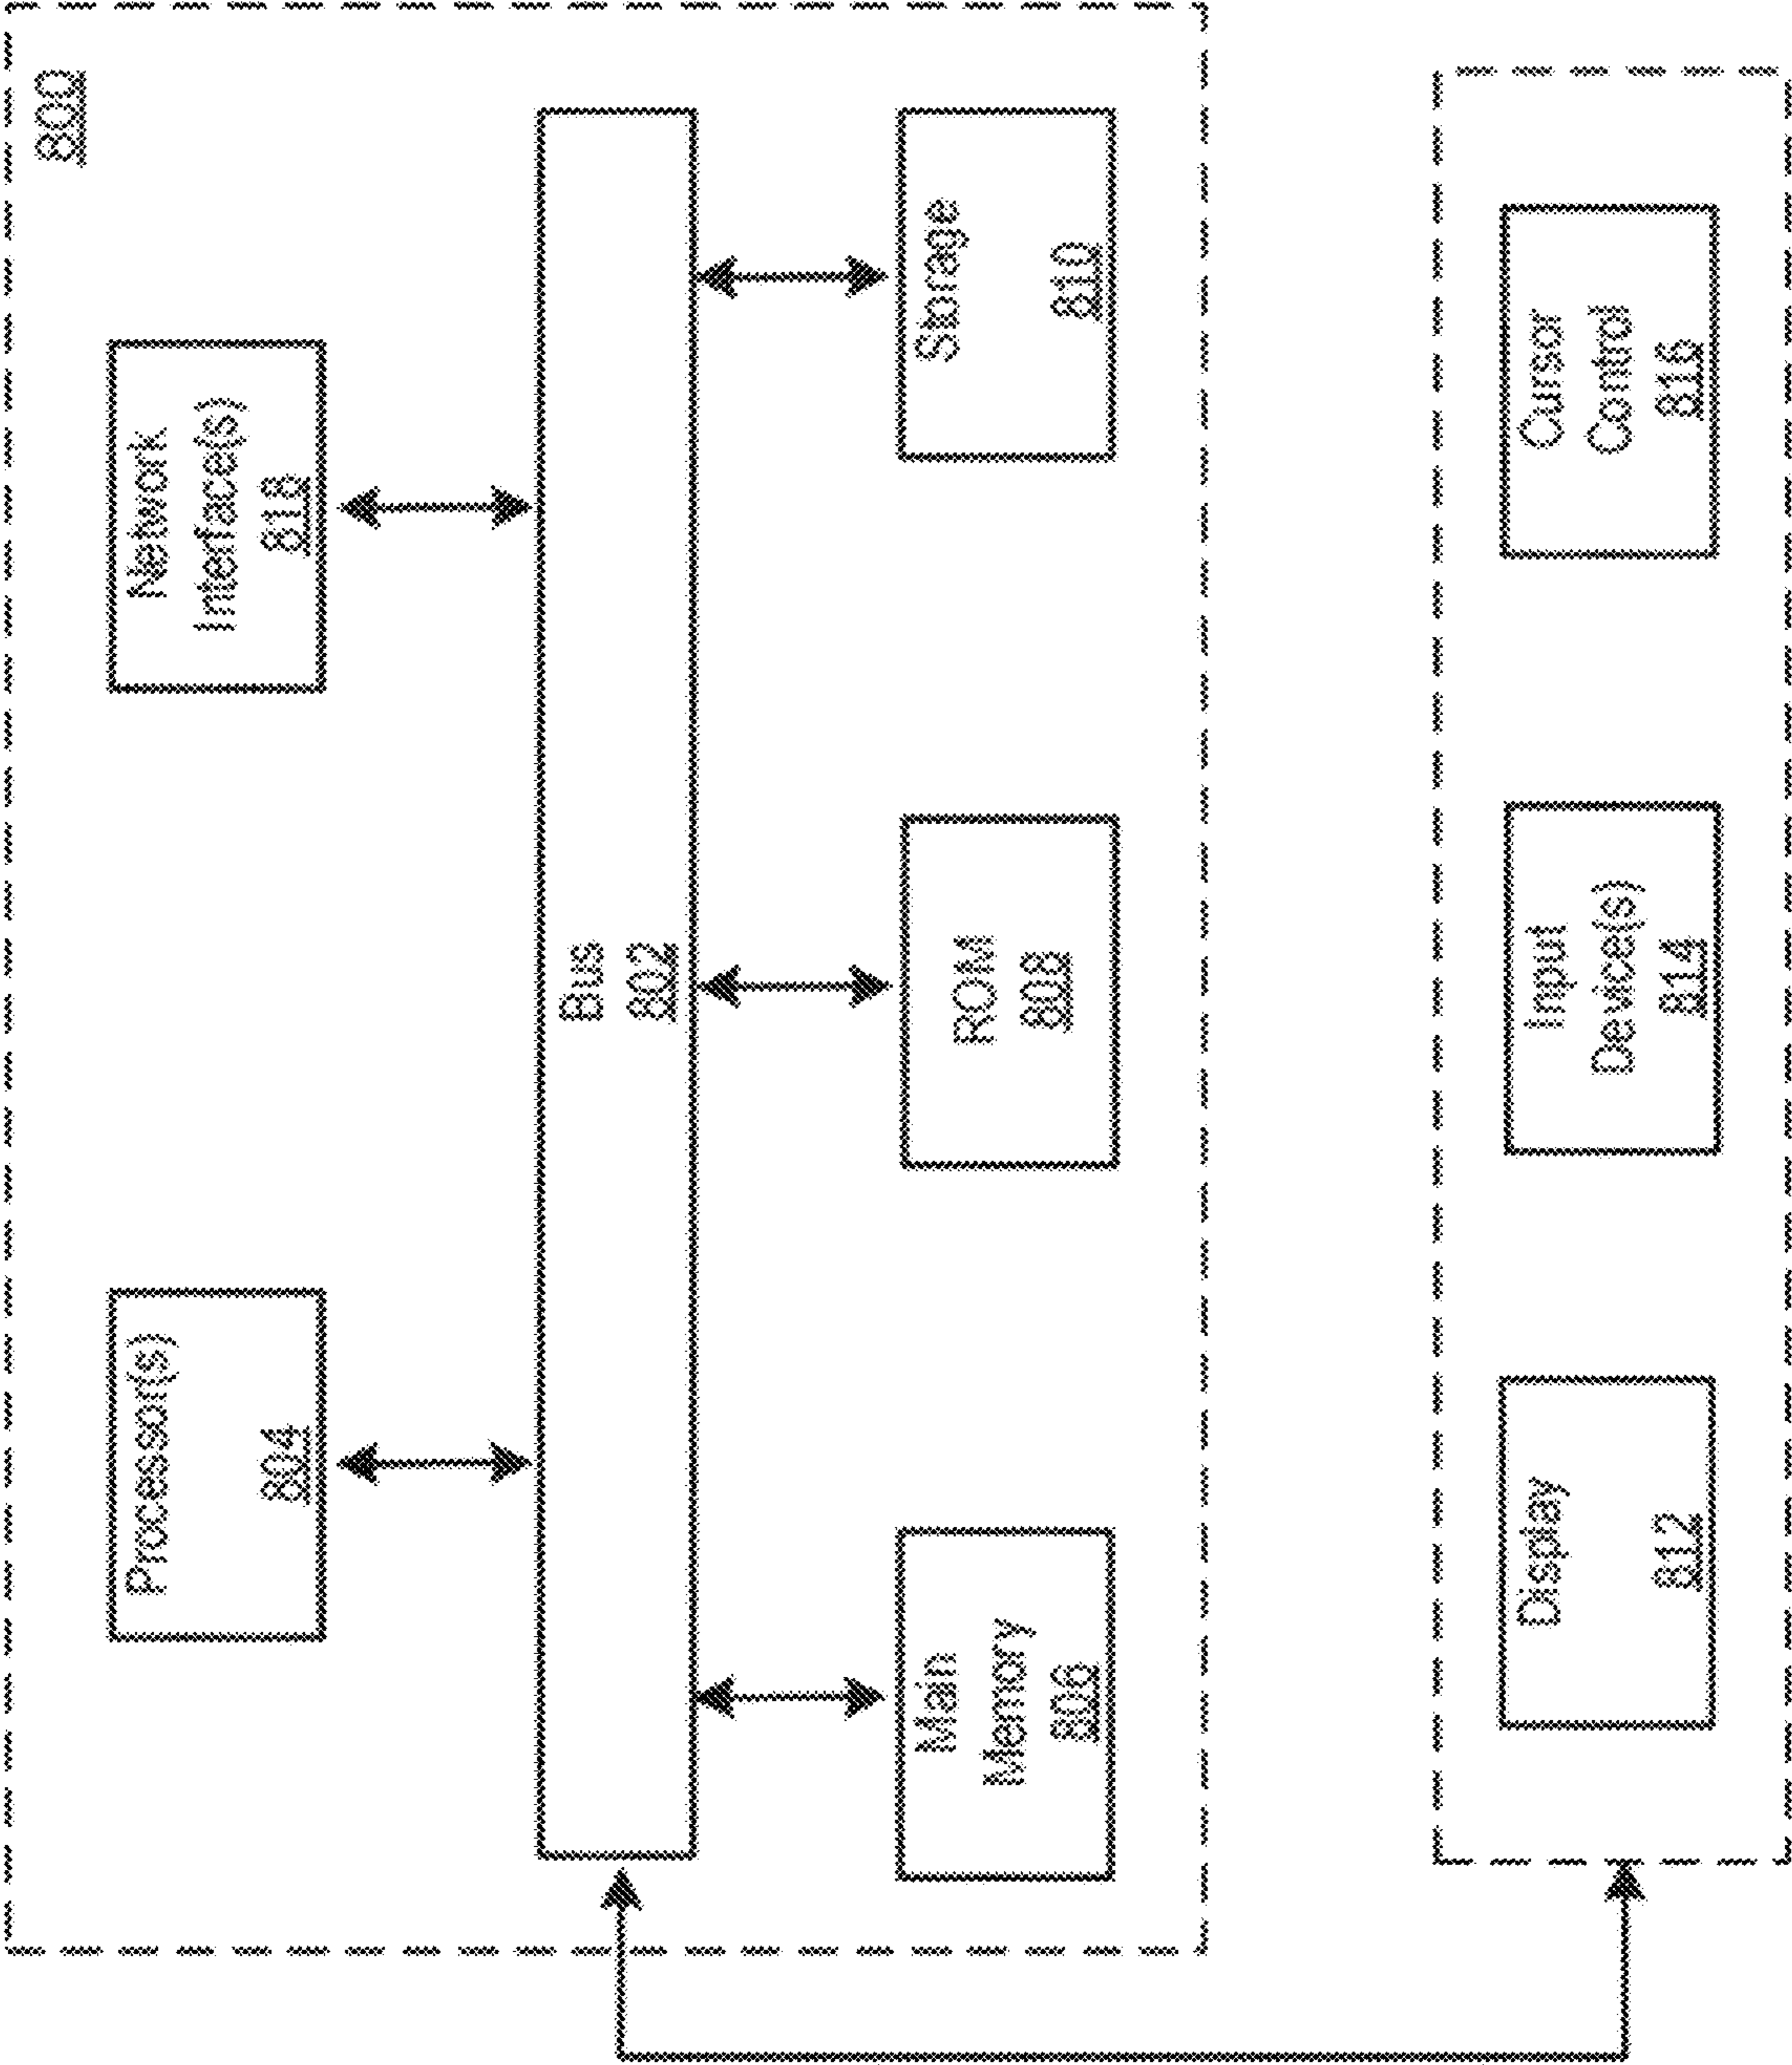 800
Processor(s)
804
Network
Interface(s)
818
Bus
802
Main
Memory
806
ROM
808
Storage
810
Display
812
Input
Device(s)
814
Cursor
Control
816